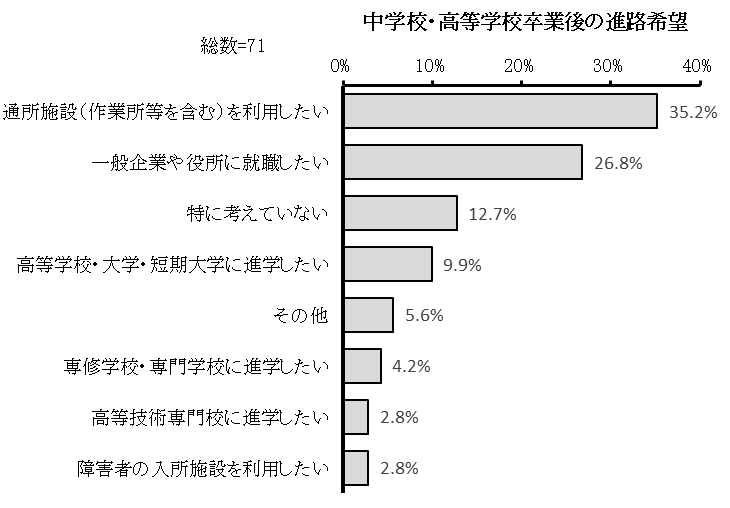 中学校・高等学校卒業後の進路希望
総数=71
0% 10% 20% 30% 40%
通所施設(作業所等を含む)を利用したい 35.2%
一般企業や役所に就職したい 26.8%
特に考えていない 12.7%
高等学校・大学・短期大学に進学したい 9.9%
その他 5.6%
専修学校・専門学校に進学したい 4.2%
高等技術専門校に進学したい 2.8%
障害者の入所施設を利用したい 2.8%